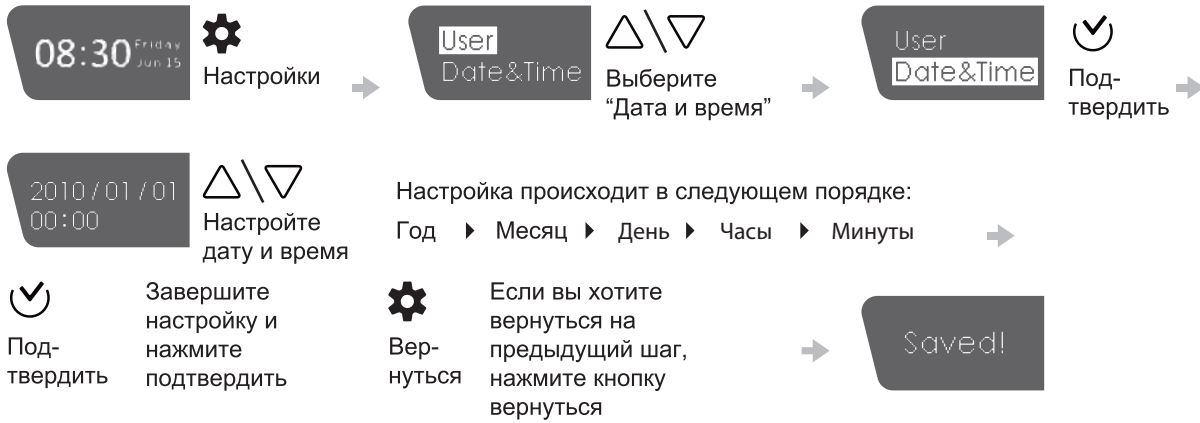 08:30 Friday
Jun 15
Настройки
User
Date&Time
Выберите
“Дата и время”
User
Date&Time
Под-
твердить
2010/01/01
00:00
Настройте
дату и время
Настройка происходит в следующем порядке:
Год Месяц День Часы Минуты
Под-
твердить
Завершите
настройку и
нажмите
подтвердить
Вер-
нуться
Если вы хотите
вернуться на
предыдущий шаг,
нажмите кнопку
вернуться
Saved!